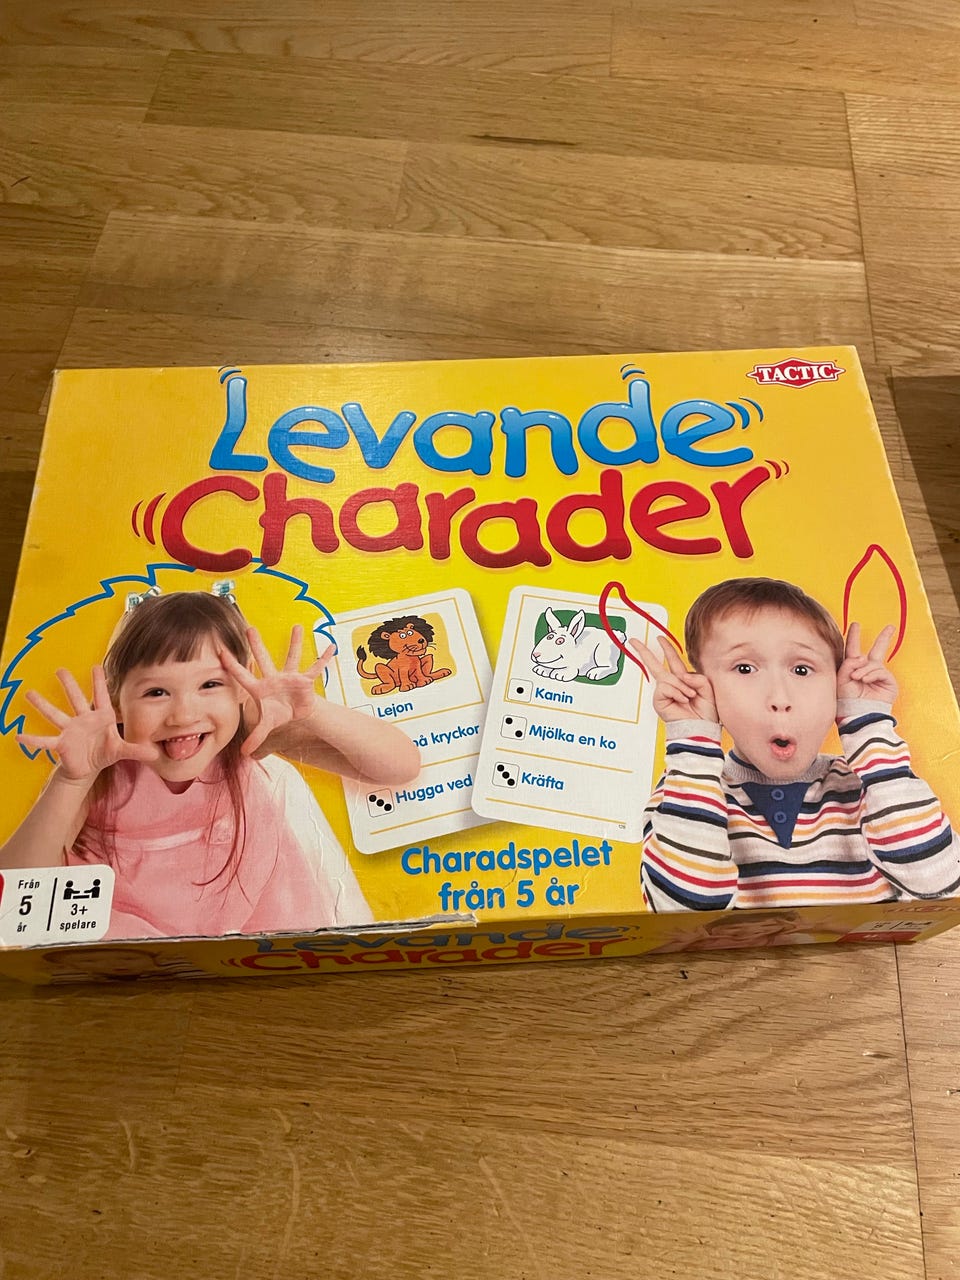 TACTIC
Levande
Charader
Lejon
på kryckor
Hugga ved
Kanin
Mjölka en ko
Kräfta
Charadspelet
från 5 år
Från
5
år
3+
spelare
Levande
Charader